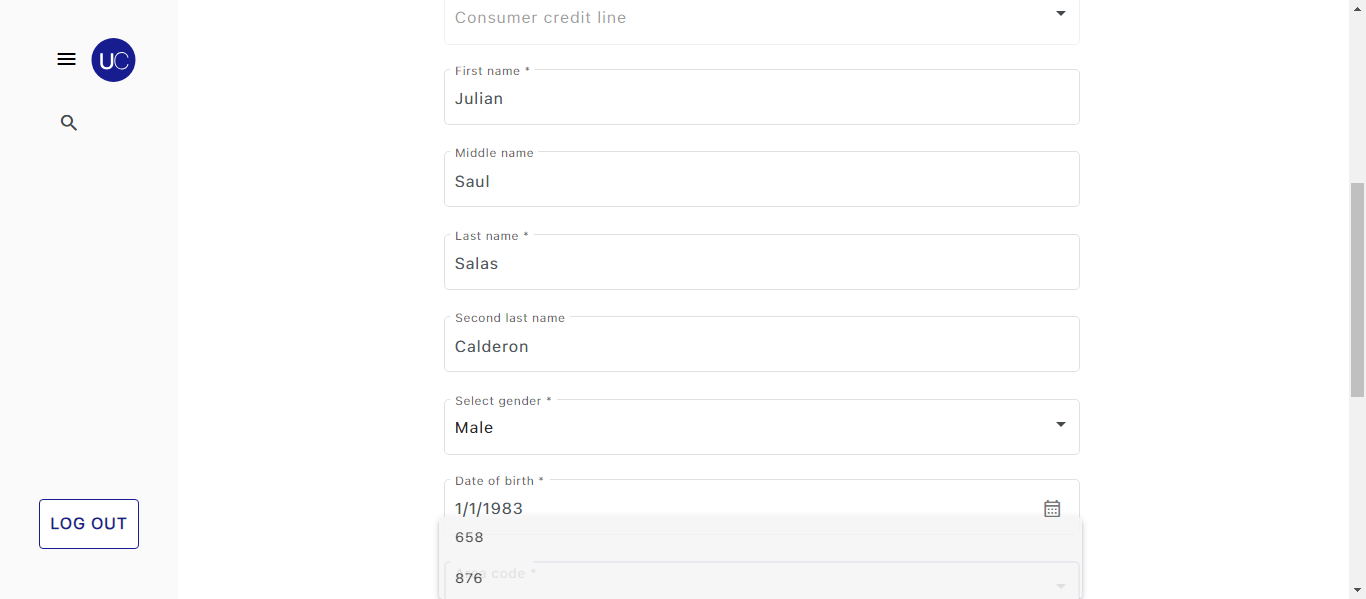 UC
LOG OUT
Consumer credit line
First name *
Julian
Middle name
Saul
Last name *
Salas
Second last name
Calderon
Select gender *
Male
Date of birth *
1/1/1983
658
Area code *
876